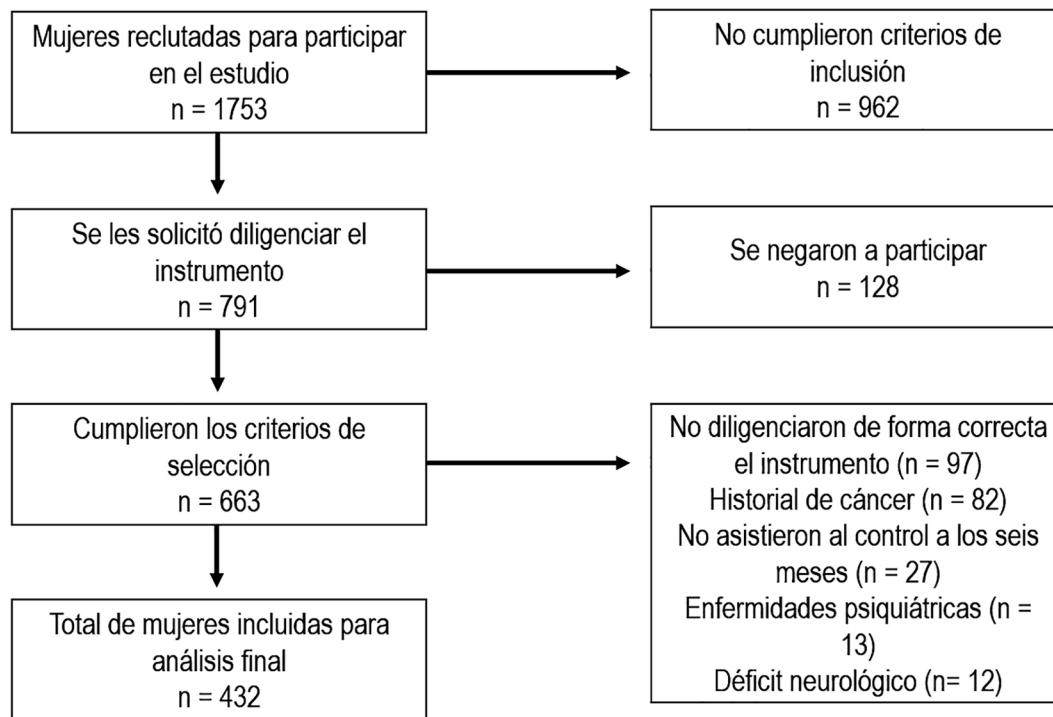 Mujeres reclutadas para participar
en el estudio
n = 1753
No cumplieron criterios de
inclusión
n = 962
Se les solicitó diligenciar el
instrumento
n = 791
Se negaron a participar
n = 128
Cumplieron los criterios de
selección
n = 663
No diligenciaron de forma correcta
el instrumento (n = 97)
Historial de cáncer (n = 82)
No asistieron al control a los seis
meses (n = 27)
Enfermidades psiquiátricas (n =
13)
Déficit neurológico (n= 12)
Total de mujeres incluidas para
análisis final
n = 432